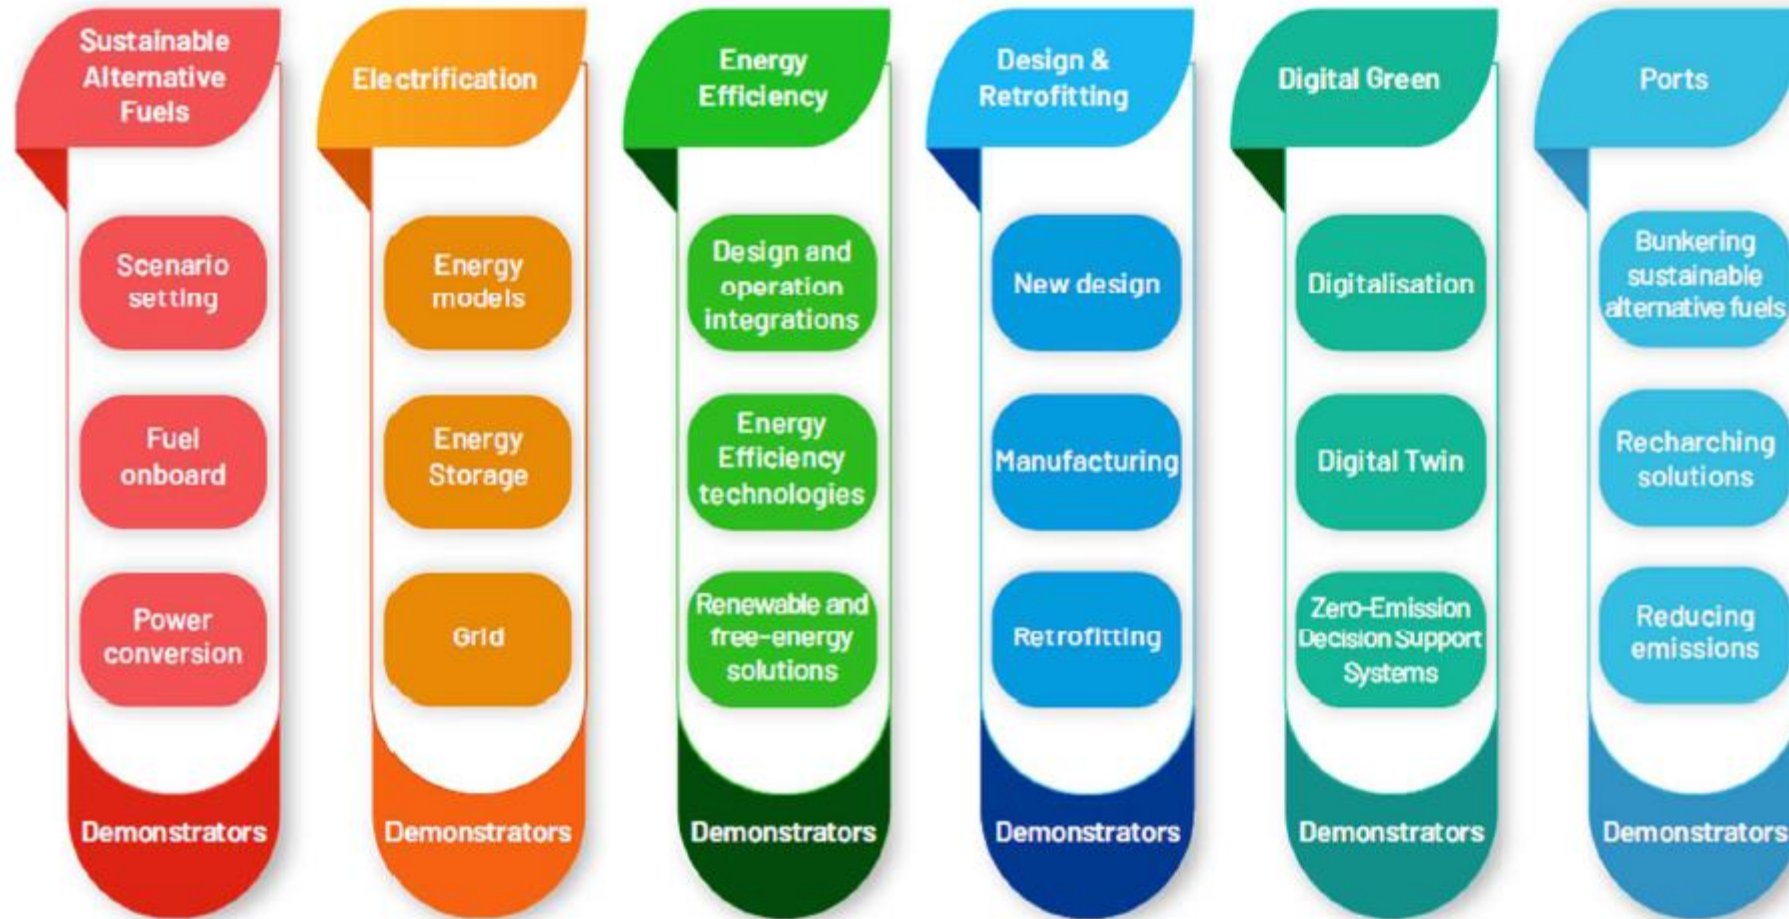 Sustainable
Alternative
Fuels
Scenario
setting
Fuel
onboard
Power
conversion
Demonstrators
Electrification
Energy
models
Energy
Storage
Grid
Demonstrators
Energy
Efficiency
Design and
operation
integrations
Energy
Efficiency
technologies
Renewable and
free-energy
solutions
Demonstrators
Design &
Retrofitting
New design
Manufacturing
Retrofitting
Demonstrators
Digital Green
Digitalisation
Digital Twin
Zero-Emission
Decision Support
Systems
Demonstrators
Ports
Bunkering
sustainable
alternative fuels
Recharching
solutions
Reducing
emissions
Demonstrators